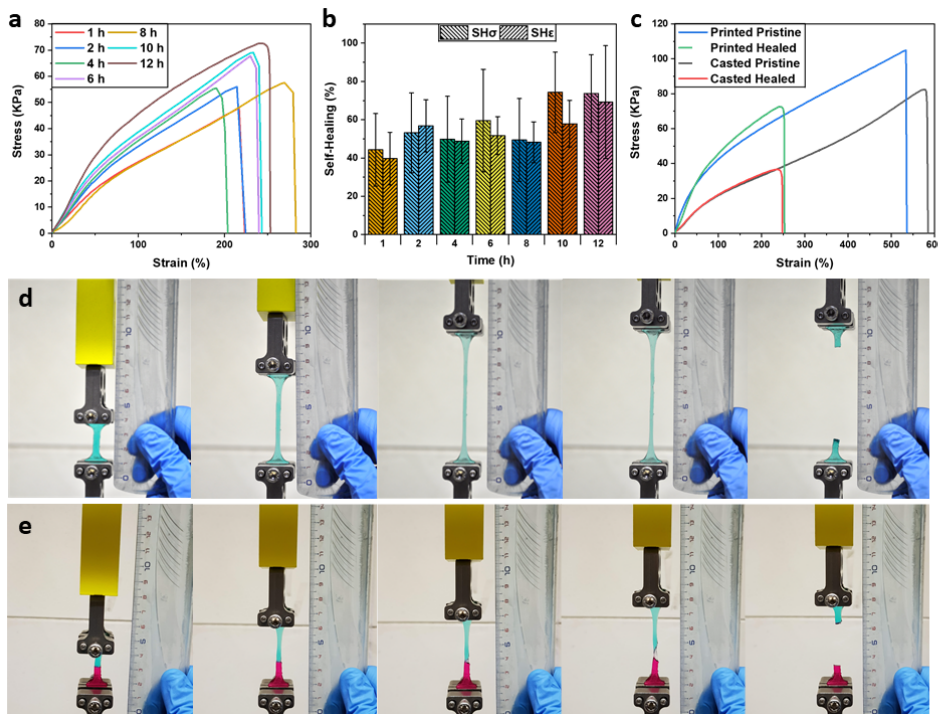 a
80
70
60
50
40
30
20
10
0
Stress (KPa)
1 h
2 h
4 h
6 h
8 h
10 h
12 h
0 100 200 300
Strain (%)
b
100
80
60
40
20
0
Self-Healing (%)
SHσ SHε
1 2 4 6 8 10 12
Time (h)
c
120
100
80
60
40
20
0
Stress (KPa)
Printed Pristine
Printed Healed
Casted Pristine
Casted Healed
0 100 200 300 400 500
Strain (%)
d
e